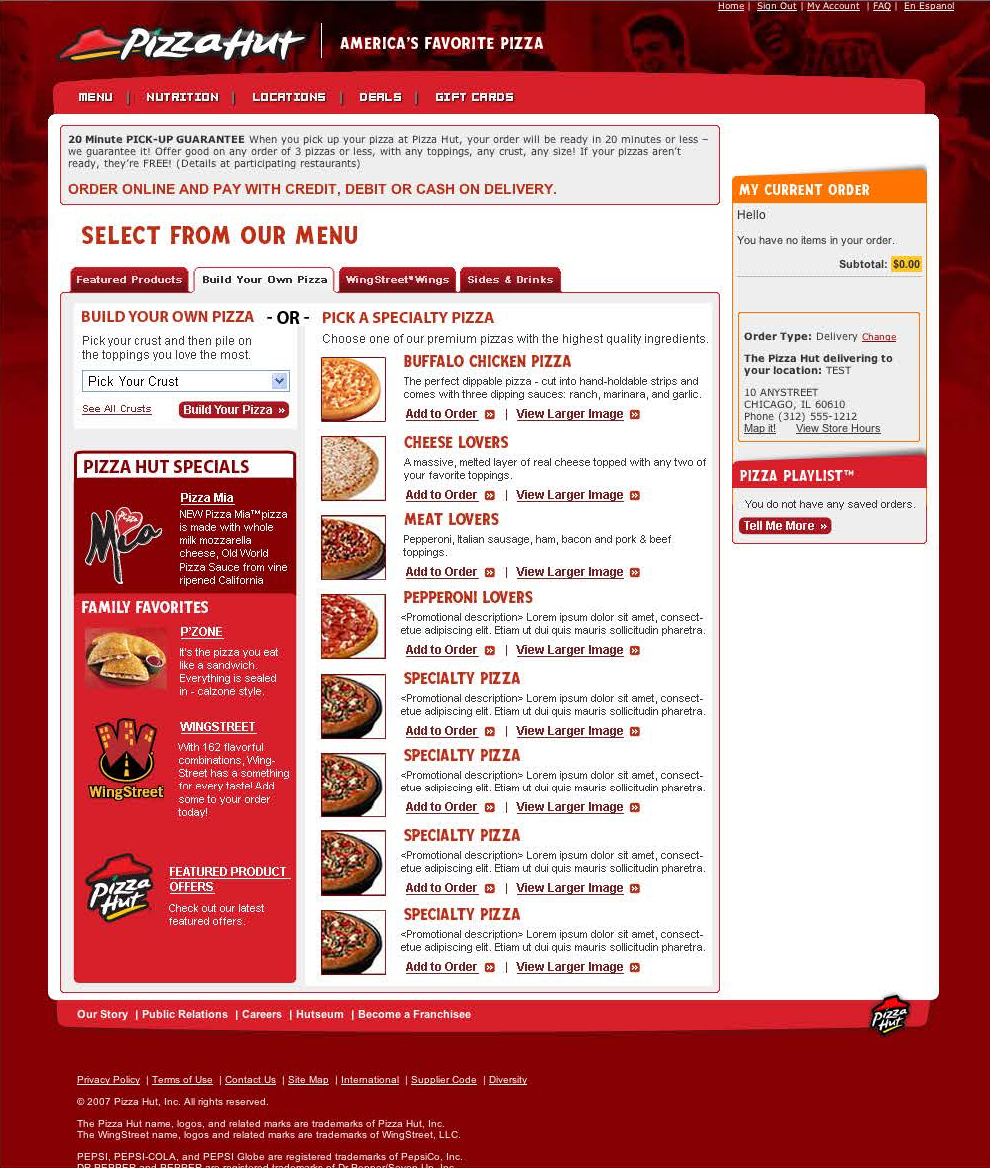 Home | Sign Out | My Account | FAQ | En Espanol
Pizza Hut
AMERICA'S FAVORITE PIZZA
MENU | NUTRITION | LOCATIONS | DEALS | GIFT CARDS
20 Minute PICK-UP GUARANTEE When you pick up your pizza at Pizza Hut, your order will be ready in 20 minutes or less –
we guarantee it! Offer good on any order of 3 pizzas or less, with any toppings, any crust, any size! If your pizzas aren't
ready, they're FREE! (Details at participating restaurants)
ORDER ONLINE AND PAY WITH CREDIT, DEBIT OR CASH ON DELIVERY.
SELECT FROM OUR MENU
Featured Products
Build Your Own Pizza
WingStreet® Wings
Sides & Drinks
BUILD YOUR OWN PIZZA
- OR -
Pick your crust and then pile on
the toppings you love the most.
Pick Your Crust
See All Crusts
Build Your Pizza »
PIZZA HUT SPECIALS
Pizza
Mia
Pizza Mia
NEW Pizza Mia™pizza
is made with whole
milk mozzarella
cheese, Old World
Pizza Sauce from vine
ripened California
FAMILY FAVORITES
P'ZONE
It's the pizza you eat
like a sandwich.
Everything is sealed
in - calzone style.
WingStreet
WINGSTREET
With 162 flavorful
combinations, Wing-
Street has a something
for every taste! Add
some to your order
today!
Pizza
Hut
FEATURED PRODUCT
OFFERS
Check out our latest
featured offers.
PICK A SPECIALTY PIZZA
Choose one of our premium pizzas with the highest quality ingredients.
BUFFALO CHICKEN PIZZA
The perfect dippable pizza - cut into hand-holdable strips and
comes with three dipping sauces: ranch, marinara, and garlic.
Add to Order » | View Larger Image »
CHEESE LOVERS
A massive, melted layer of real cheese topped with any two of
your favorite toppings.
Add to Order » | View Larger Image »
MEAT LOVERS
Pepperoni, Italian sausage, ham, bacon and pork & beef
toppings.
Add to Order » | View Larger Image »
PEPPERONI LOVERS
<Promotional description> Lorem ipsum dolor sit amet, consect-
etue adipiscing elit. Etiam ut dui quis mauris sollicitudin pharetra.
Add to Order » | View Larger Image »
SPECIALTY PIZZA
<Promotional description> Lorem ipsum dolor sit amet, consect-
etue adipiscing elit. Etiam ut dui quis mauris sollicitudin pharetra.
Add to Order » | View Larger Image »
SPECIALTY PIZZA
<Promotional description> Lorem ipsum dolor sit amet, consect-
etue adipiscing elit. Etiam ut dui quis mauris sollicitudin pharetra.
Add to Order » | View Larger Image »
SPECIALTY PIZZA
<Promotional description> Lorem ipsum dolor sit amet, consect-
etue adipiscing elit. Etiam ut dui quis mauris sollicitudin pharetra.
Add to Order » | View Larger Image »
SPECIALTY PIZZA
<Promotional description> Lorem ipsum dolor sit amet, consect-
etue adipiscing elit. Etiam ut dui quis mauris sollicitudin pharetra.
Add to Order » | View Larger Image »
MY CURRENT ORDER
Hello
You have no items in your order.
Subtotal: $0.00
Order Type: Delivery Change
The Pizza Hut delivering to
your location: TEST
10 ANYSTREET
CHICAGO, IL 60610
Phone (312) 555-1212
Map it! View Store Hours
PIZZA PLAYLIST™
You do not have any saved orders.
Tell Me More »
Our Story | Public Relations | Careers | Hutseum | Become a Franchisee
Pizza
Hut
Privacy Policy | Terms of Use | Contact Us | Site Map | International | Supplier Code | Diversity
© 2007 Pizza Hut, Inc. All rights reserved.
The Pizza Hut name, logos, and related marks are trademarks of Pizza Hut, Inc.
The WingStreet name, logos and related marks are trademarks of WingStreet, LLC.
PEPSI, PEPSI-COLA, and PEPSI Globe are registered trademarks of PepsiCo, Inc.
DR PEPPER and PEPPER are registered trademarks of Dr Pepper/Seven Up, Inc.